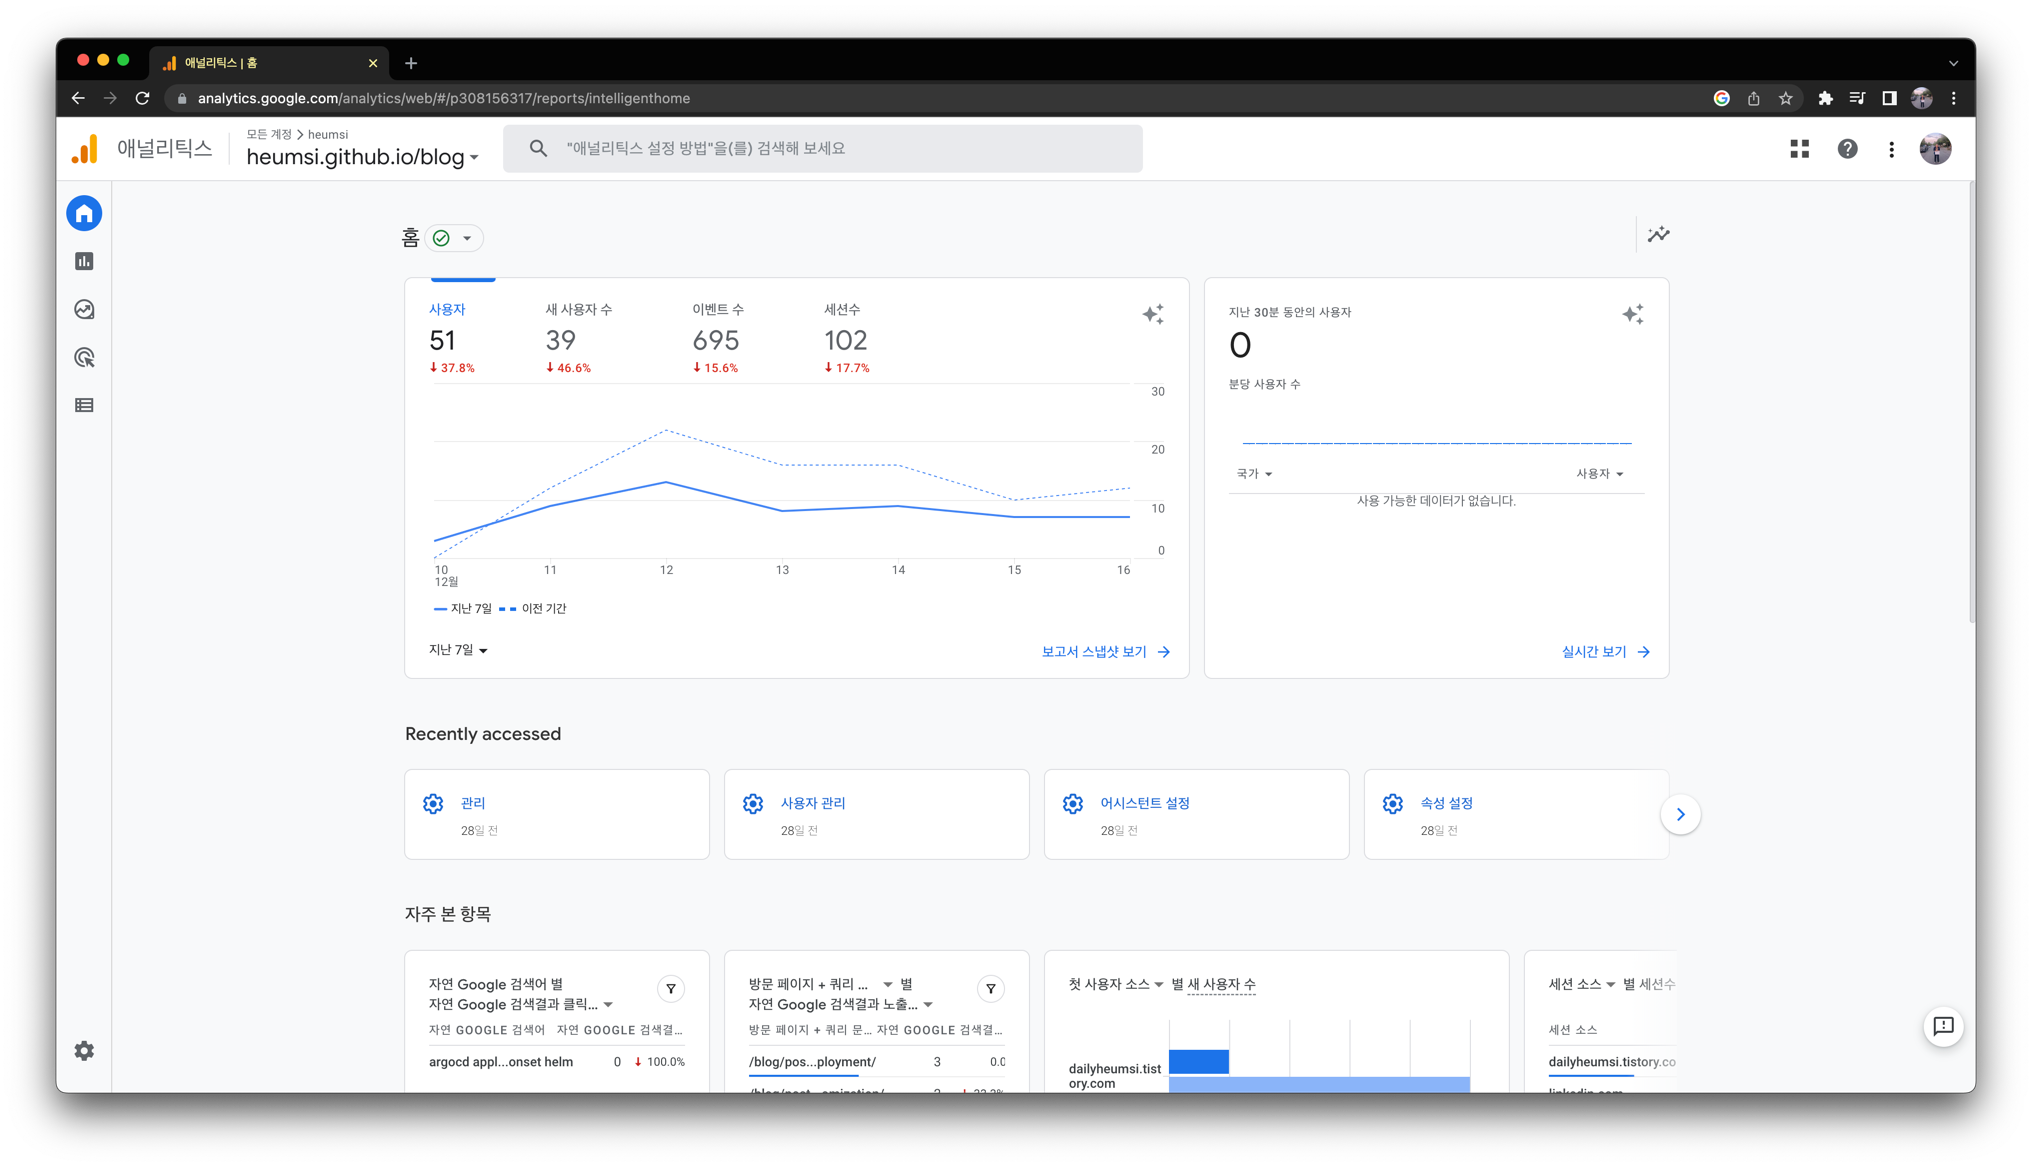 애널리틱스 | 홈
analytics.google.com/analytics/web/#/p308156317/reports/intelligenthome
애널리틱스
모든 계정 > heumsi
heumsi.github.io/blog
"애널리틱스 설정 방법"을(를) 검색해 보세요
홈
사용자 새 사용자 수 이벤트 수 세션수
51 39 695 102
↓ 37.8% ↓ 46.6% ↓ 15.6% ↓ 17.7%
30
20
10
0
10 11 12 13 14 15 16
12월
지난 7일 이전 기간
지난 7일
보고서 스냅샷 보기 →
지난 30분 동안의 사용자
0
분당 사용자 수
국가 사용자
사용 가능한 데이터가 없습니다.
실시간 보기 →
Recently accessed
관리
28일 전
사용자 관리
28일 전
어시스턴트 설정
28일 전
속성 설정
28일 전
자주 본 항목
자연 Google 검색어 별
자연 Google 검색결과 클릭...
자연 GOOGLE 검색어 자연 GOOGLE 검색결...
argocd appl...onset helm 0 ↓ 100.0%
방문 페이지 + 쿼리 ... 별
자연 Google 검색결과 노출...
방문 페이지 + 쿼리 문... 자연 GOOGLE 검색결...
/blog/pos...ployment/ 3 0.0
첫 사용자 소스 별 새 사용자 수
dailyheumsi.tist
ory.com
세션 소스 별 세션수
세션 소스
dailyheumsi.tistory.co